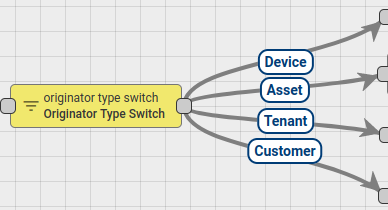 originator type switch
Originator Type Switch
Device
Asset
Tenant
Customer